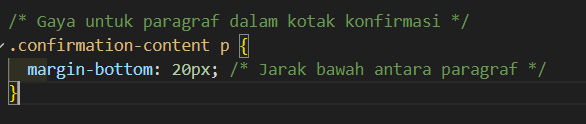 /* Gaya untuk paragraf dalam kotak konfirmasi */
.confirmation-content p {
  margin-bottom: 20px; /* Jarak bawah antara paragraf */
}